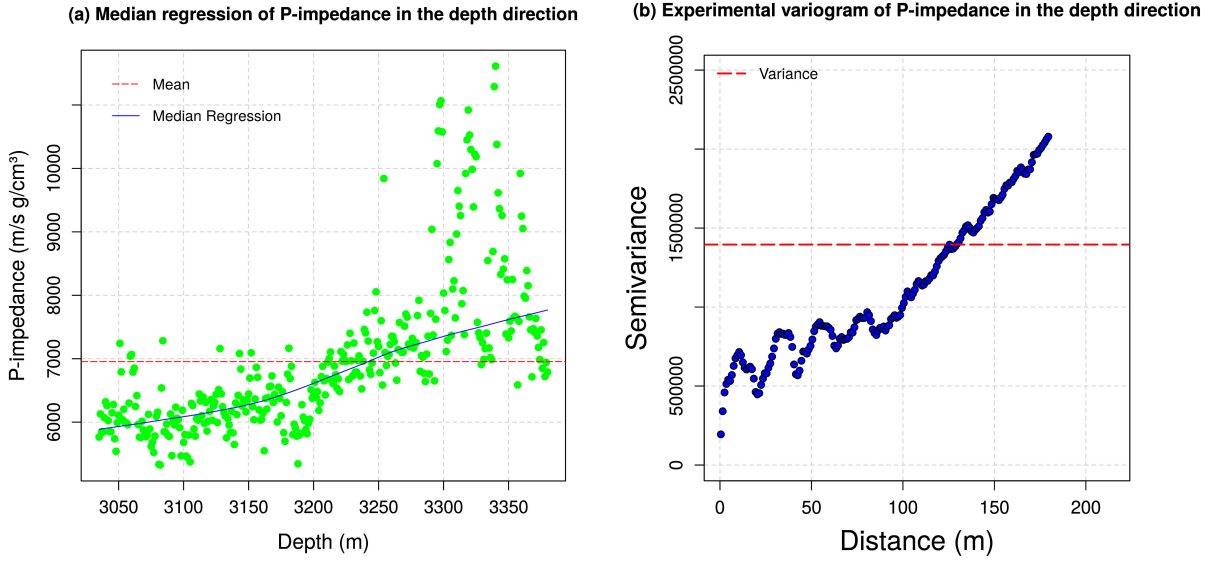 (a) Median regression of P-impedance in the depth direction
P-impedance (m/s g/cm³)
10000
9000
8000
7000
6000
Mean
Median Regression
3050 3100 3150 3200 3250 3300 3350
Depth (m)
(b) Experimental variogram of P-impedance in the depth direction
Semivariance
2500000
1500000
500000
0
Variance
0 50 100 150 200
Distance (m)